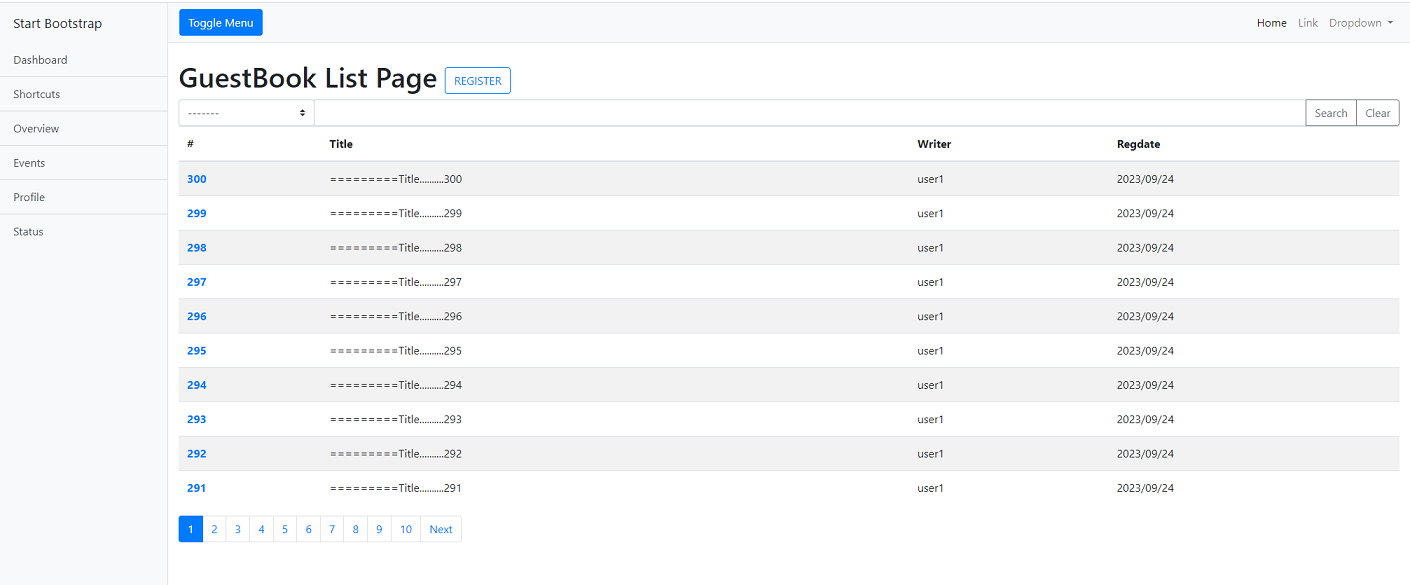 Start Bootstrap
Toggle Menu
Home Link Dropdown
Dashboard
Shortcuts
Overview
Events
Profile
Status
GuestBook List Page REGISTER
------- Search Clear
# Title Writer Regdate
300 =========Title..........300 user1 2023/09/24
299 =========Title..........299 user1 2023/09/24
298 =========Title..........298 user1 2023/09/24
297 =========Title..........297 user1 2023/09/24
296 =========Title..........296 user1 2023/09/24
295 =========Title..........295 user1 2023/09/24
294 =========Title..........294 user1 2023/09/24
293 =========Title..........293 user1 2023/09/24
292 =========Title..........292 user1 2023/09/24
291 =========Title..........291 user1 2023/09/24
1 2 3 4 5 6 7 8 9 10 Next